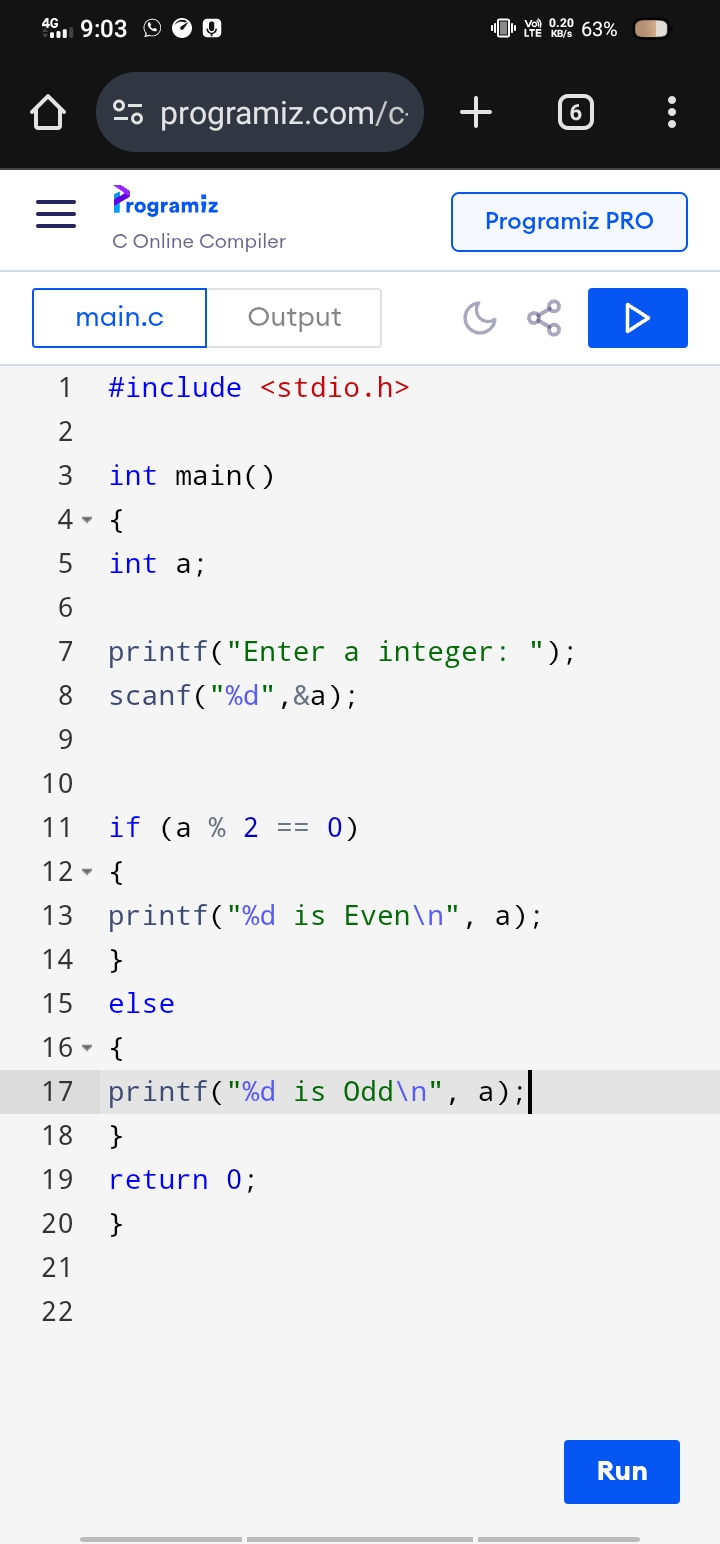 4G 9:03 Vo) LTE 0.20 KB/s 63%
programiz.com/c
6
Programiz
C Online Compiler
Programiz PRO
main.c Output
1 #include <stdio.h>
2
3 int main()
4 {
5 int a;
6
7 printf("Enter a integer: ");
8 scanf("%d",&a);
9
10
11 if (a % 2 == 0)
12 {
13 printf("%d is Even\n", a);
14 }
15 else
16 {
17 printf("%d is Odd\n", a);
18 }
19 return 0;
20 }
21
22
Run